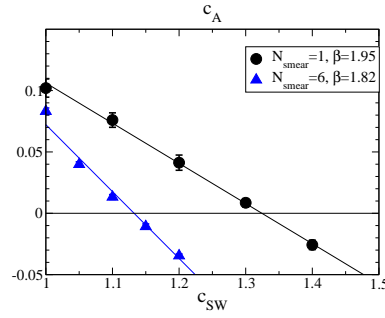 c_A
N_smear=1, β=1.95
N_smear=6, β=1.82
0.1
0
-0.05
1 1.1 1.2 1.3 1.4 1.5
c_SW